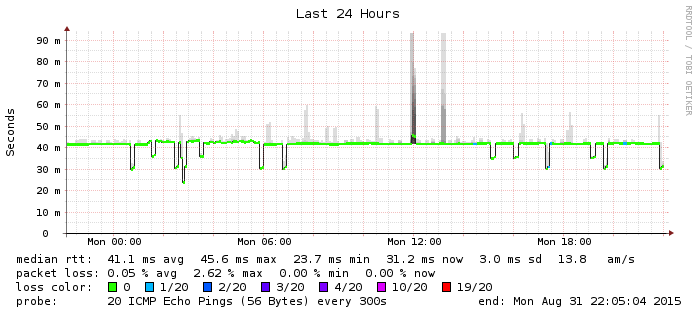 Last 24 Hours
RRDTOOL / TOBI OETIKER
Seconds
90 m
80 m
70 m
60 m
50 m
40 m
30 m
20 m
10 m
0
Mon 00:00 Mon 06:00 Mon 12:00 Mon 18:00
median rtt: 41.1 ms avg 45.6 ms max 23.7 ms min 31.2 ms now 3.0 ms sd 13.8 am/s
packet loss: 0.05 % avg 2.62 % max 0.00 % min 0.00 % now
loss color: 0 1/20 2/20 3/20 4/20 10/20 19/20
probe: 20 ICMP Echo Pings (56 Bytes) every 300s end: Mon Aug 31 22:05:04 2015